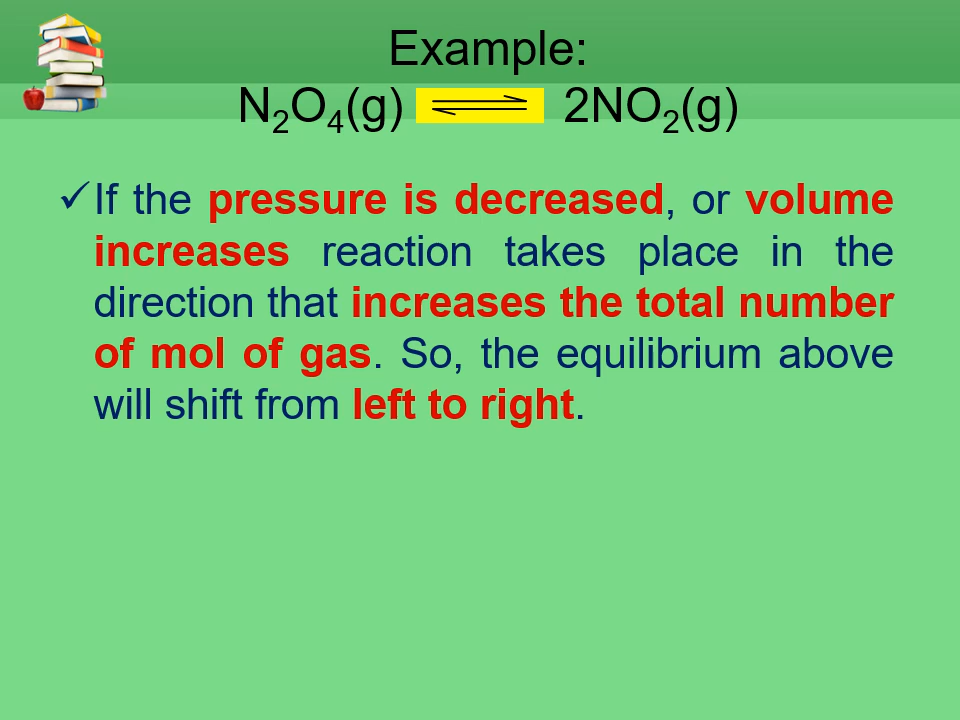 Example:
N₂O₄(g) ⇌ 2NO₂(g)
✓ If the pressure is decreased, or volume
increases reaction takes place in the
direction that increases the total number
of mol of gas. So, the equilibrium above
will shift from left to right.